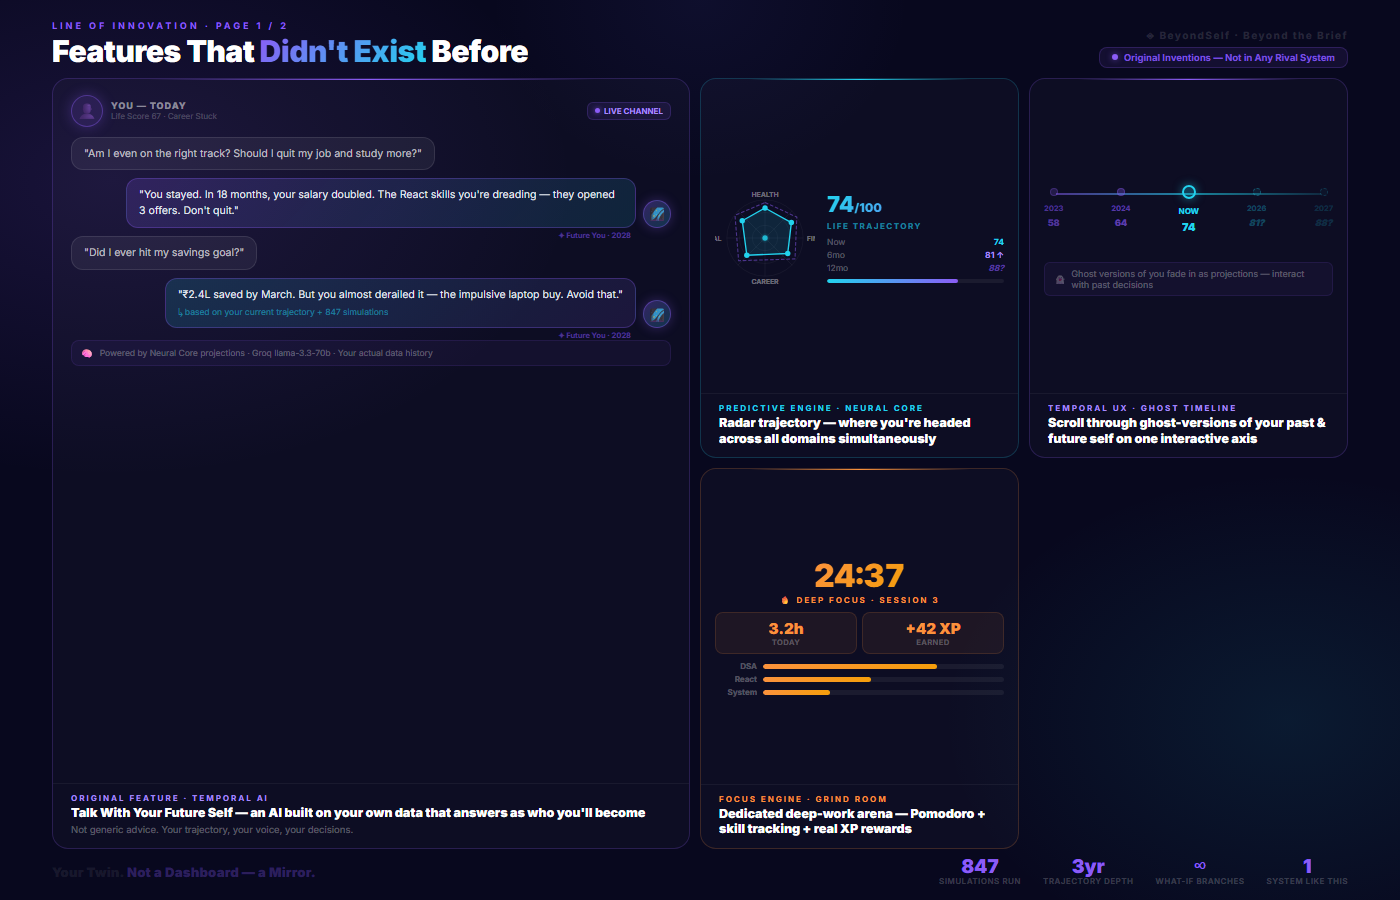 LINE OF INNOVATION · PAGE 1 / 2
Features That Didn't Exist Before
◈ BeyondSelf · Beyond the Brief
Original Inventions — Not in Any Rival System
YOU — TODAY
Life Score 67 · Career Stuck
LIVE CHANNEL
"Am I even on the right track? Should I quit my job and study more?"
"You stayed. In 18 months, your salary doubled. The React skills you're dreading — they opened
3 offers. Don't quit."
✦ Future You · 2028
"Did I ever hit my savings goal?"
"₹2.4L saved by March. But you almost derailed it — the impulsive laptop buy. Avoid that."
↳ based on your current trajectory + 847 simulations
✦ Future You · 2028
Powered by Neural Core projections · Groq llama-3.3-70b · Your actual data history
ORIGINAL FEATURE · TEMPORAL AI
Talk With Your Future Self — an AI built on your own data that answers as who you'll become
Not generic advice. Your trajectory, your voice, your decisions.
HEALTH
AL
FII
CAREER
74/100
LIFE TRAJECTORY
Now 74
6mo 81 ↑
12mo 88?
PREDICTIVE ENGINE · NEURAL CORE
Radar trajectory — where you're headed
across all domains simultaneously
2023 2024 NOW 2026 2027
58 64 74 81? 88?
Ghost versions of you fade in as projections — interact
with past decisions
TEMPORAL UX · GHOST TIMELINE
Scroll through ghost-versions of your past &
future self on one interactive axis
24:37
🔥 DEEP FOCUS · SESSION 3
3.2h
TODAY
+42 XP
EARNED
DSA
React
System
FOCUS ENGINE · GRIND ROOM
Dedicated deep-work arena — Pomodoro +
skill tracking + real XP rewards
Your Twin. Not a Dashboard — a Mirror.
847
SIMULATIONS RUN
3yr
TRAJECTORY DEPTH
∞
WHAT-IF BRANCHES
1
SYSTEM LIKE THIS